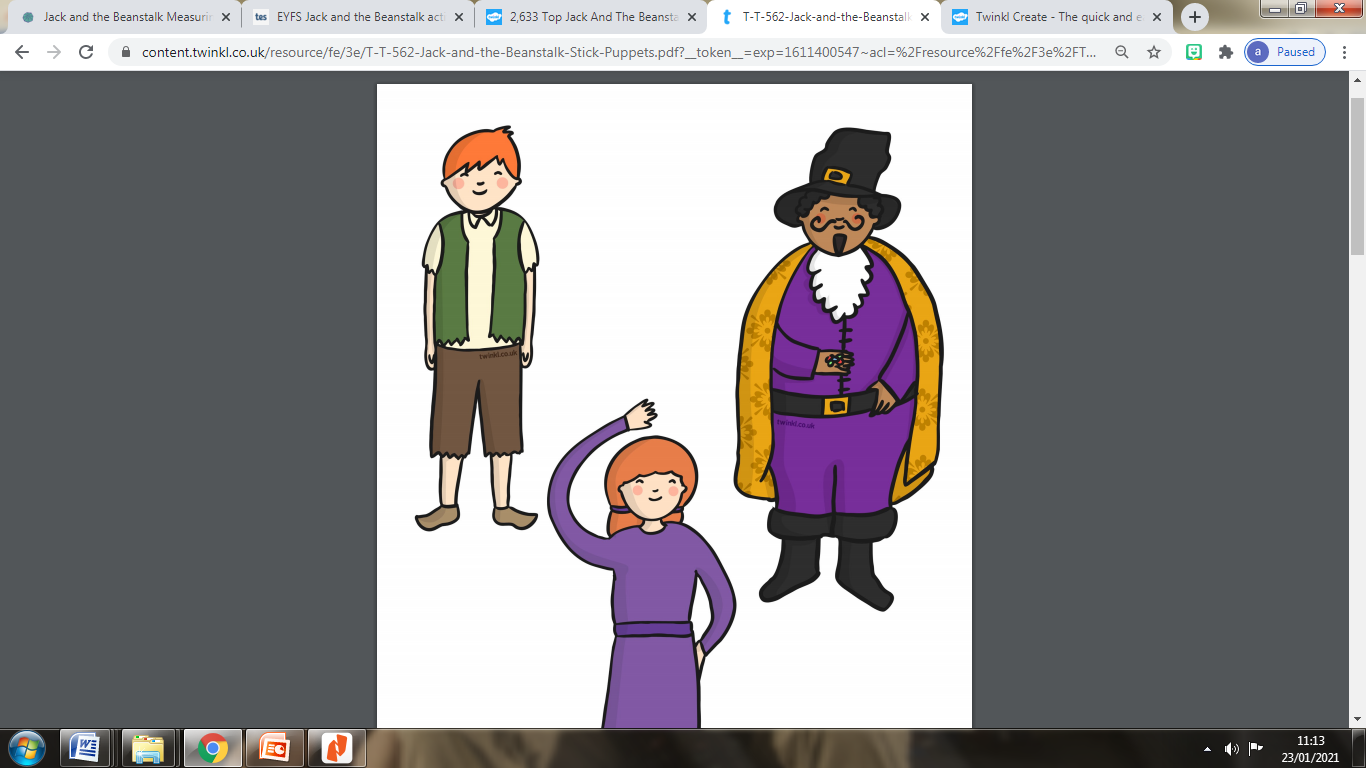 Jack and the Beanstalk Measurin
tes EYFS Jack and the Beanstalk act
2,633 Top Jack And The Beansta
t T-T-562-Jack-and-the-Beanstalk
Twinkl Create - The quick and e
content.twinkl.co.uk/resource/fe/3e/T-T-562-Jack-and-the-Beanstalk-Stick-Puppets.pdf?__token__=exp=1611400547~acl=%2Fresource%2Ffe%2F3e%2FT...
a Paused
twinkl.co.uk
twinkl.co.uk
11:13
23/01/2021